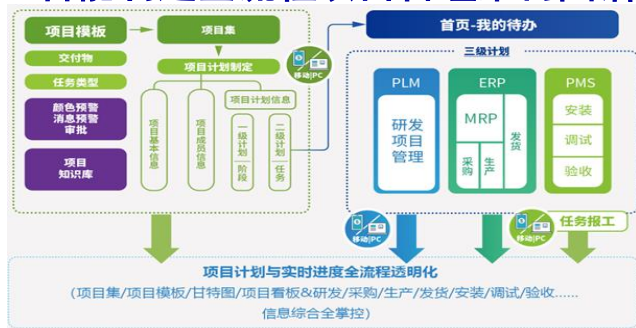 项目模板
交付物
任务类型
颜色预警
消息预警
审批
项目
知识库
项目集
项目计划制定
移动|PC
项目计划信息
项目基本信息
项目成员信息
一级计划
阶段
二级计划
任务
首页-我的待办
三级计划
PLM
研发
项目
管理
ERP
MRP
采购
生产
发货
PMS
安装
调试
验收
移动|PC
移动|PC
任务报工
项目计划与实时进度全流程透明化
(项目集/项目模板/甘特图/项目看板&研发/采购/生产/发货/安装/调试/验收......
信息综合全掌控)